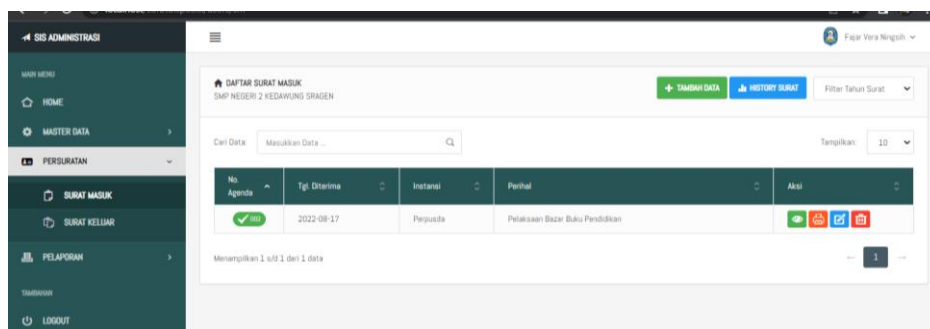 SIS ADMINISTRASI
Fajar Vera Ningsih
MAIN MENU
HOME
MASTER DATA
PERSURATAN
SURAT MASUK
SURAT KELUAR
PELAPORAN
TAMBAHAN
LOGOUT
DAFTAR SURAT MASUK
SMP NEGERI 2 KEDAWUNG SRAGEN
+ TAMBAH DATA
HISTORY SURAT
Filter Tahun Surat
Cari Data:
Masukkan Data ...
Tampilkan: 10
No. Agenda Tgl. Diterima Instansi Perihal Aksi
002 2022-08-17 Perpusda Pelaksaan Bazar Buku Pendidikan
Menampilkan 1 s/d 1 dari 1 data
← 1 →